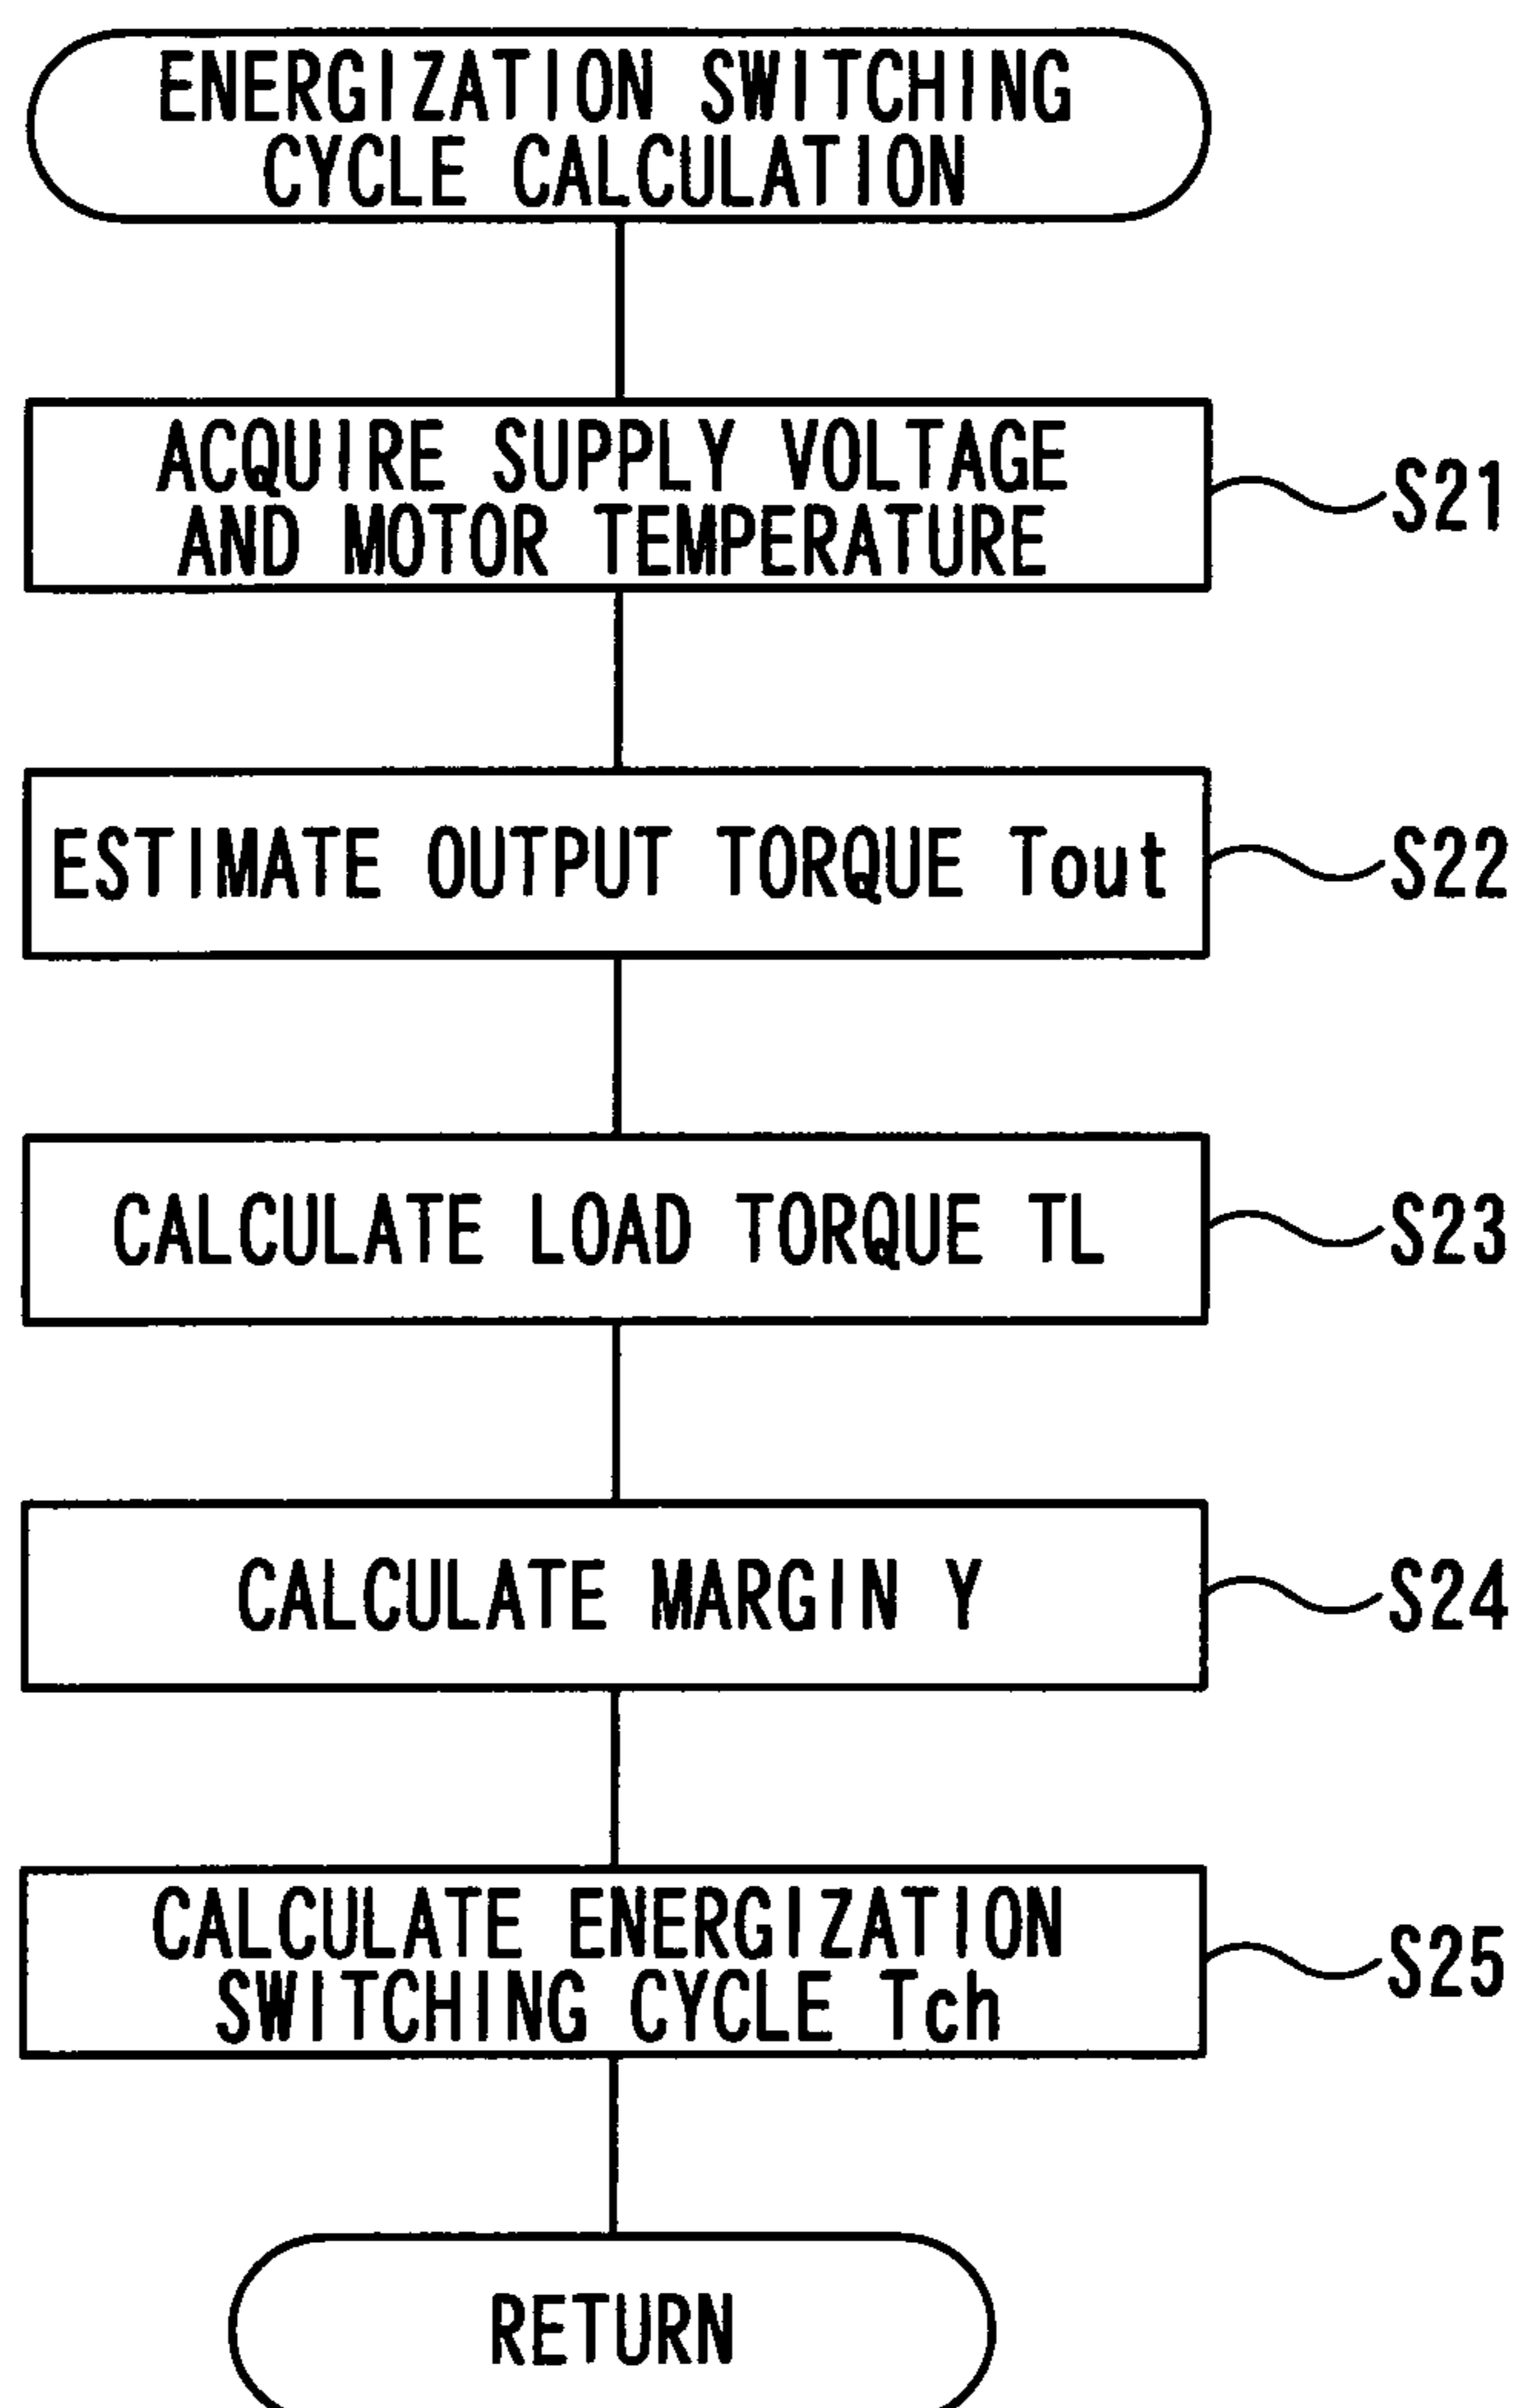 ENERGIZATION SWITCHING
CYCLE CALCULATION
ACQUIRE SUPPLY VOLTAGE
AND MOTOR TEMPERATURE
S21
ESTIMATE OUTPUT TORQUE Tout
S22
CALCULATE LOAD TORQUE TL
S23
CALCULATE MARGIN Y
S24
CALCULATE ENERGIZATION
SWITCHING CYCLE Tch
S25
RETURN